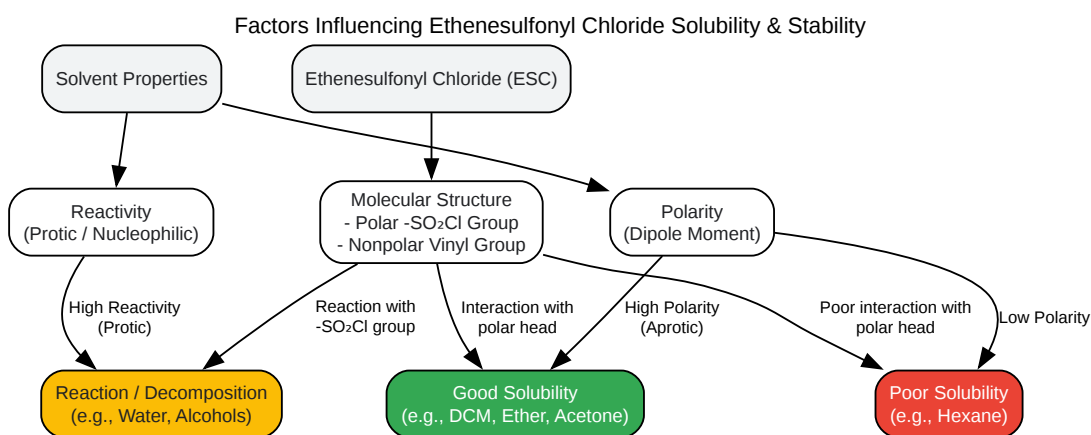 Factors Influencing Ethenesulfonyl Chloride Solubility & Stability
Solvent Properties
Ethenesulfonyl Chloride (ESC)
Reactivity
(Protic / Nucleophilic)
Molecular Structure
- Polar -SO₂Cl Group
- Nonpolar Vinyl Group
Polarity
(Dipole Moment)
High Reactivity
(Protic)
Reaction with
-SO₂Cl group
Interaction with
polar head
High Polarity
(Aprotic)
Poor interaction with
polar head
Low Polarity
Reaction / Decomposition
(e.g., Water, Alcohols)
Good Solubility
(e.g., DCM, Ether, Acetone)
Poor Solubility
(e.g., Hexane)